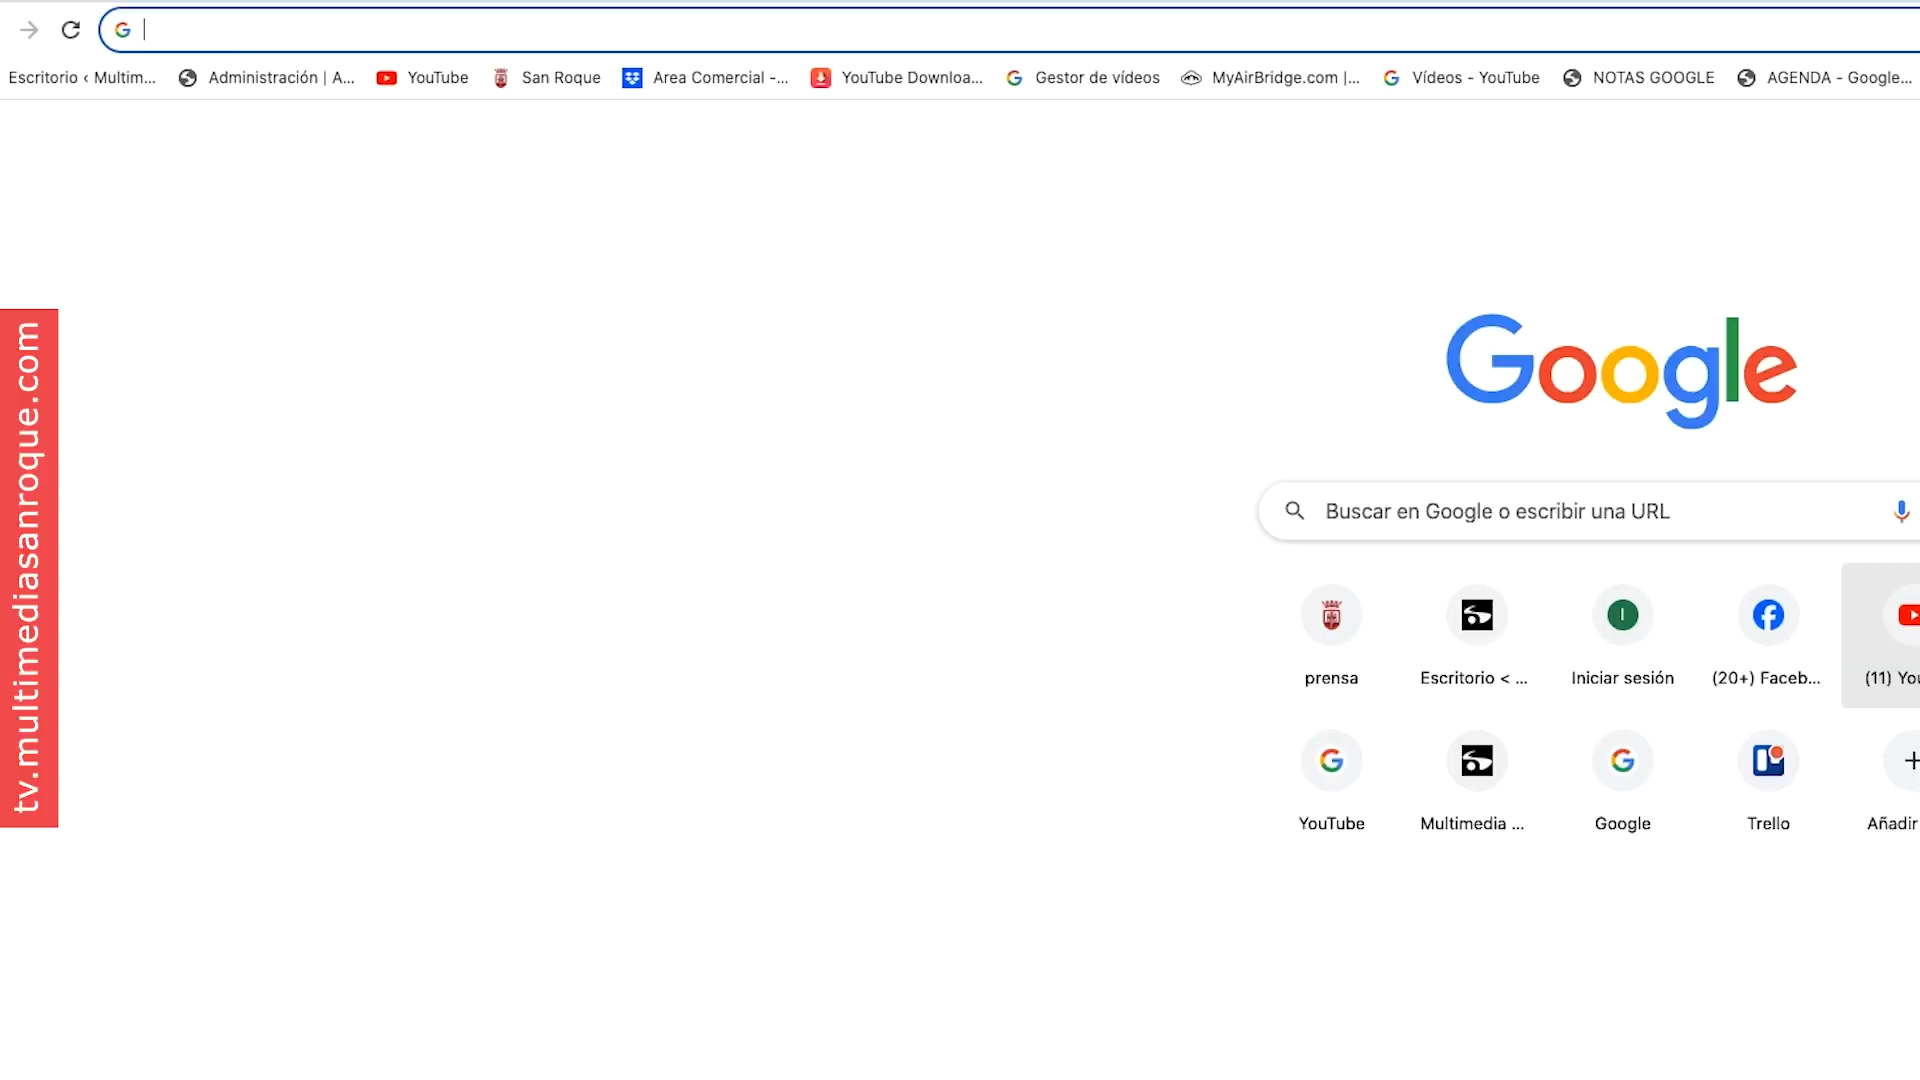 Escritorio ‹ Multim...
Administración | A...
YouTube
San Roque
Area Comercial -...
YouTube Downloa...
Gestor de vídeos
MyAirBridge.com |...
Vídeos - YouTube
NOTAS GOOGLE
AGENDA - Google...
tv.multimediasanroque.com
Google
Buscar en Google o escribir una URL
prensa
Escritorio < ...
Iniciar sesión
(20+) Faceb...
(11) You
YouTube
Multimedia ...
Google
Trello
Añadir